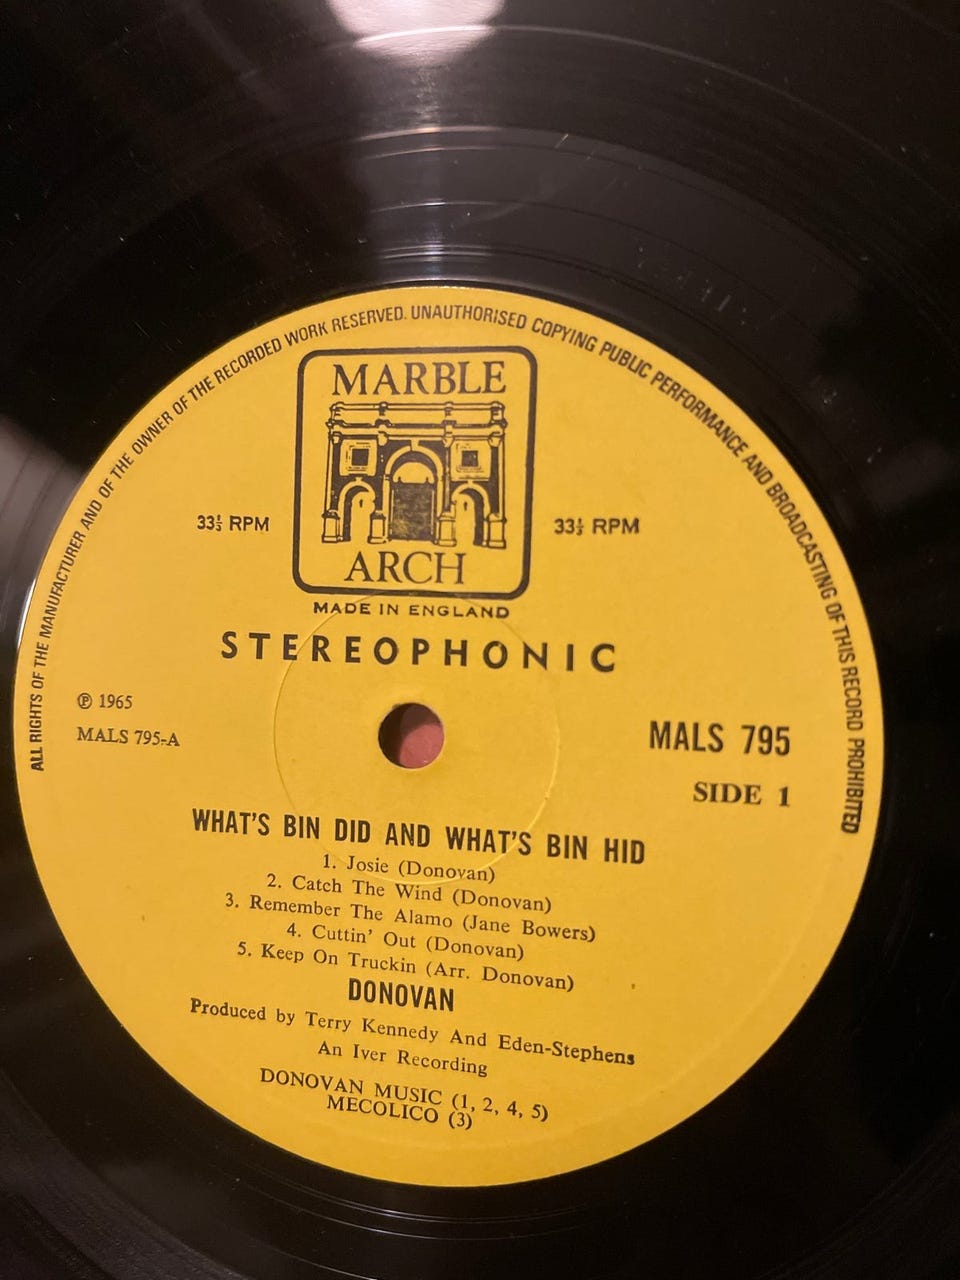 ALL RIGHTS OF THE MANUFACTURER AND OF THE OWNER OF THE RECORDED WORK RESERVED. UNAUTHORISED COPYING PUBLIC PERFORMANCE AND BROADCASTING OF THIS RECORD PROHIBITED
MARBLE
ARCH
33⅓ RPM
33⅓ RPM
MADE IN ENGLAND
STEREOPHONIC
℗ 1965
MALS 795-A
MALS 795
SIDE 1
WHAT'S BIN DID AND WHAT'S BIN HID
1. Josie (Donovan)
2. Catch The Wind (Donovan)
3. Remember The Alamo (Jane Bowers)
4. Cuttin' Out (Donovan)
5. Keep On Truckin (Arr. Donovan)
DONOVAN
Produced by Terry Kennedy And Eden-Stephens
An Iver Recording
DONOVAN MUSIC (1, 2, 4, 5)
MECOLICO (3)